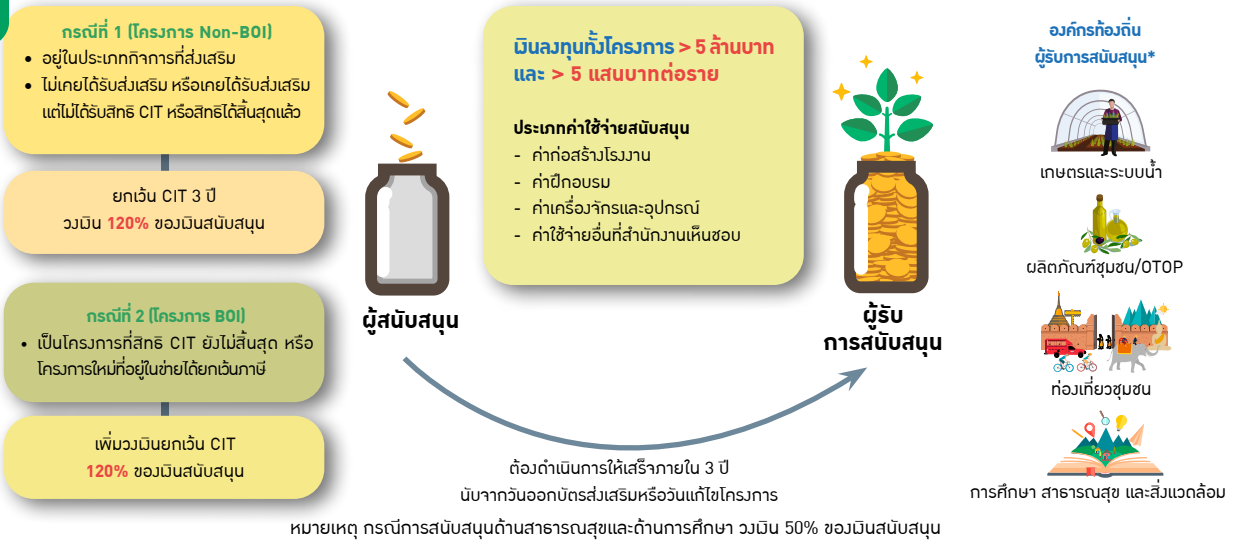 กรณีที่ 1 (โครงการ Non-BOI)
• อยู่ในประเภทกิจการที่ส่งเสริม
• ไม่เคยได้รับส่งเสริม หรือเคยได้รับส่งเสริม
แต่ไม่ได้รับสิทธิ CIT หรือสิทธิได้สิ้นสุดแล้ว
ยกเว้น CIT 3 ปี
วงเงิน 120% ของเงินสนับสนุน
กรณีที่ 2 (โครงการ BOI)
• เป็นโครงการที่สิทธิ CIT ยังไม่สิ้นสุด หรือ
โครงการใหม่ที่อยู่ในข่ายได้ยกเว้นภาษี
เพิ่มวงเงินยกเว้น CIT
120% ของเงินสนับสนุน
ผู้สนับสนุน
เงินลงทุนทั้งโครงการ > 5 ล้านบาท
และ > 5 แสนบาทต่อราย
ประเภทค่าใช้จ่ายสนับสนุน
- ค่าก่อสร้างโรงงาน
- ค่าฝึกอบรม
- ค่าเครื่องจักรและอุปกรณ์
- ค่าใช้จ่ายอื่นที่สำนักงานเห็นชอบ
ผู้รับ
การสนับสนุน
ต้องดำเนินการให้เสร็จภายใน 3 ปี
นับจากวันออกบัตรส่งเสริมหรือวันแก้ไขโครงการ
องค์กรท้องถิ่น
ผู้รับการสนับสนุน*
เกษตรและระบบน้ำ
ผลิตภัณฑ์ชุมชน/OTOP
ท่องเที่ยวชุมชน
การศึกษา สาธารณสุข และสิ่งแวดล้อม
หมายเหตุ กรณีการสนับสนุนด้านสาธารณสุขและด้านการศึกษา วงเงิน 50% ของเงินสนับสนุน